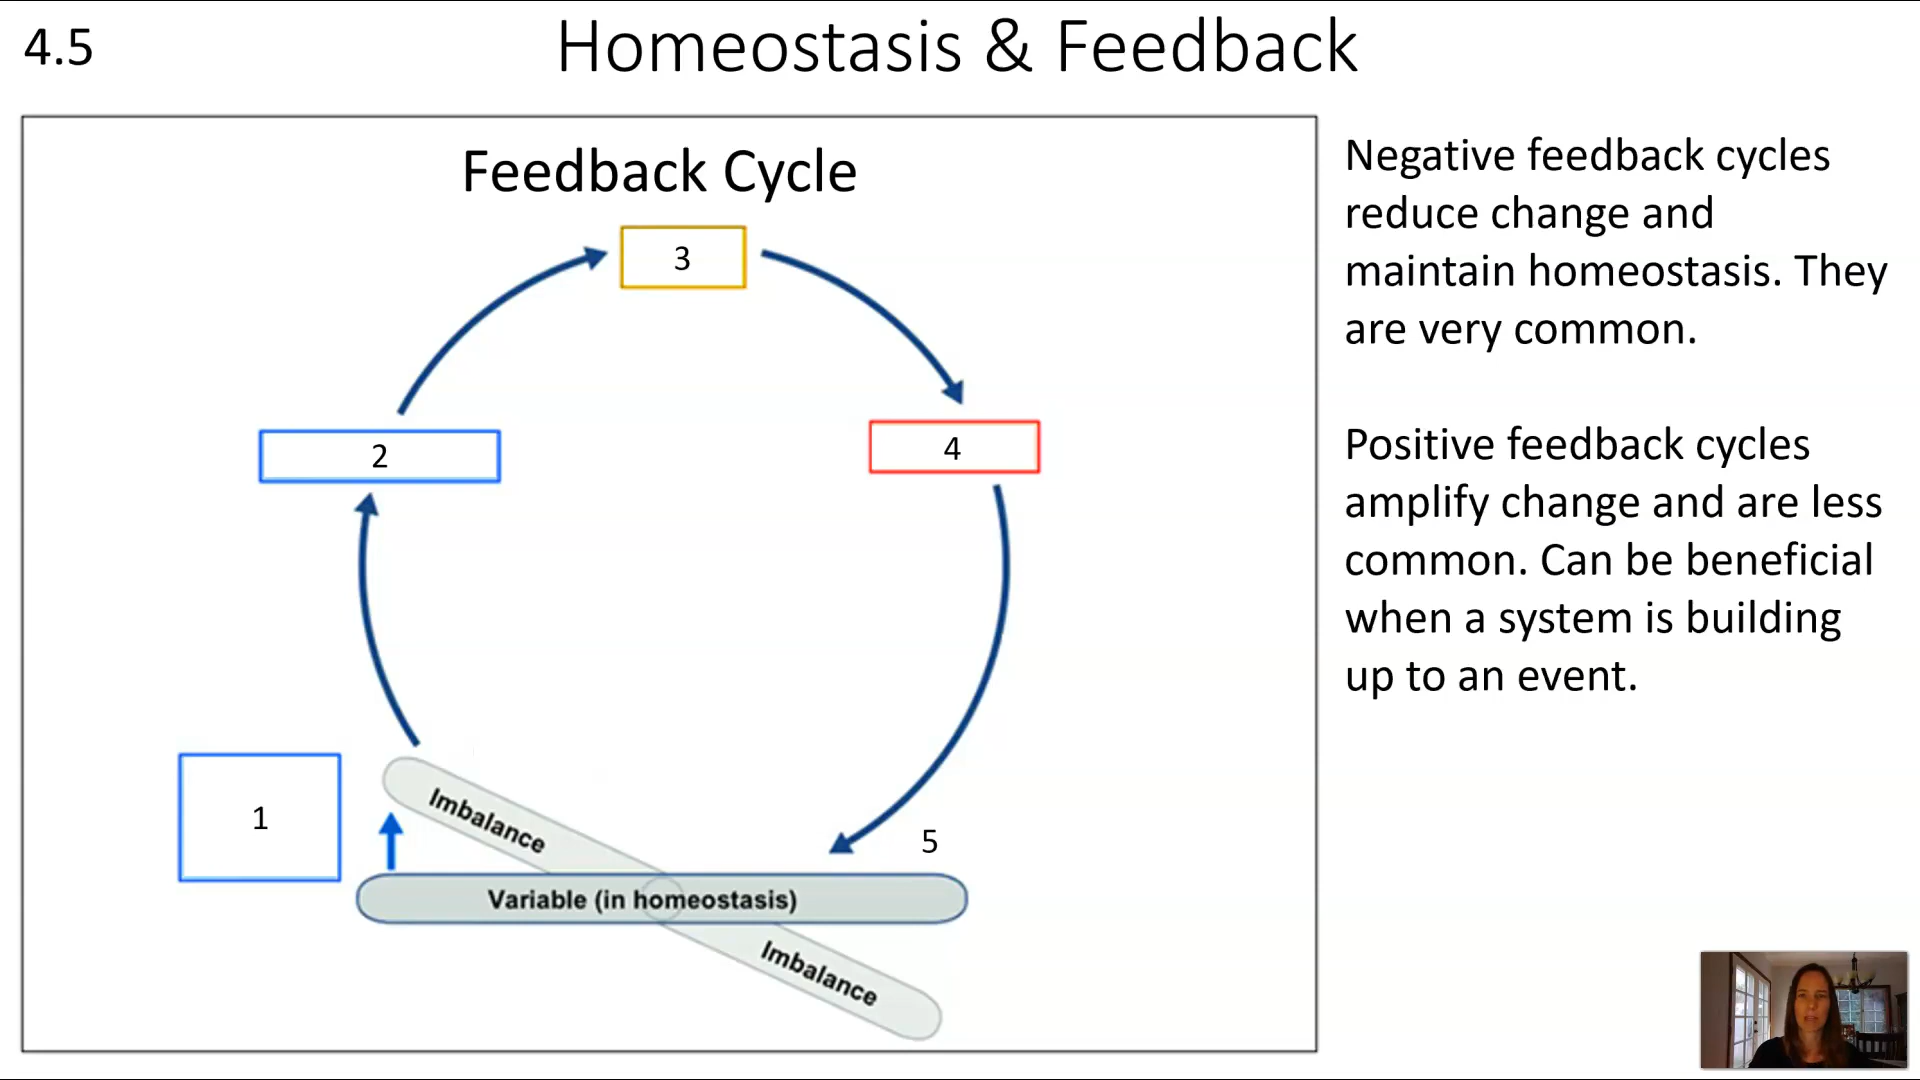 4.5
Homeostasis & Feedback
Feedback Cycle
3
2
4
1
Imbalance
5
Variable (in homeostasis)
Imbalance
Negative feedback cycles
reduce change and
maintain homeostasis. They
are very common.
Positive feedback cycles
amplify change and are less
common. Can be beneficial
when a system is building
up to an event.